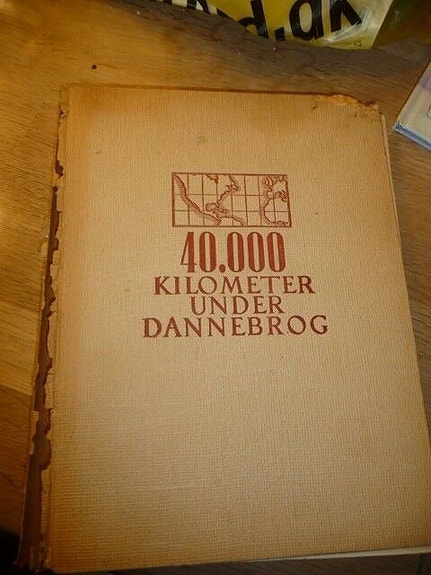 40.000
KILOMETER
UNDER
DANNEBROG